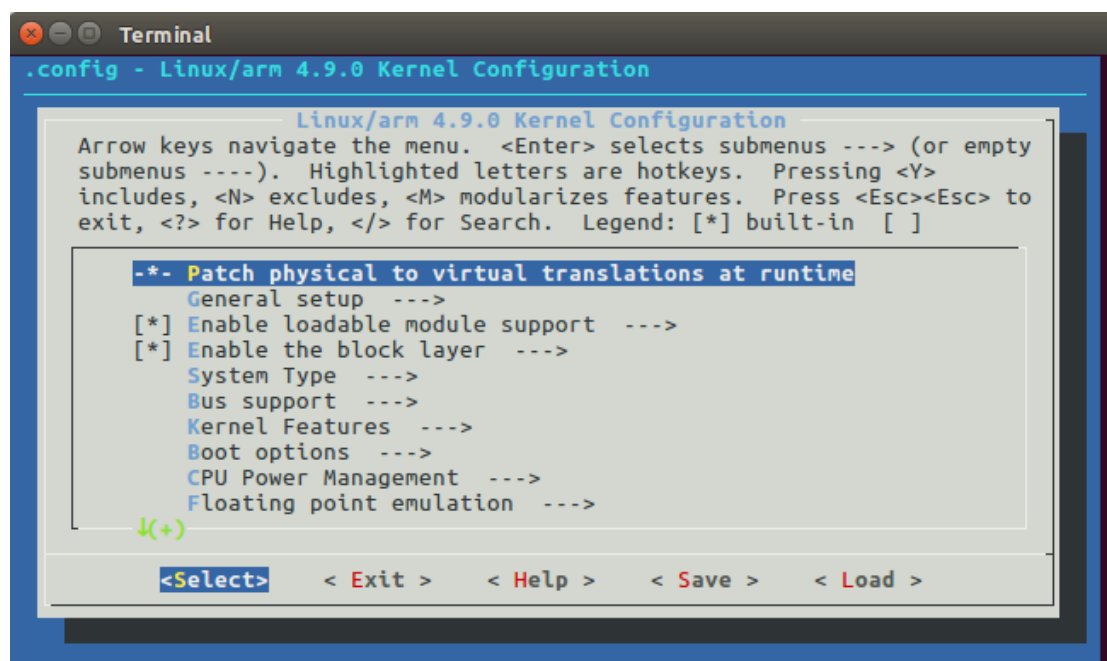 Terminal
.config - Linux/arm 4.9.0 Kernel Configuration
Linux/arm 4.9.0 Kernel Configuration
Arrow keys navigate the menu.  <Enter> selects submenus ---> (or empty
submenus ----).  Highlighted letters are hotkeys.  Pressing <Y>
includes, <N> excludes, <M> modularizes features.  Press <Esc><Esc> to
exit, <?> for Help, </> for Search.  Legend: [*] built-in  [ ]
-*- Patch physical to virtual translations at runtime
General setup  --->
[*] Enable loadable module support  --->
[*] Enable the block layer  --->
System Type  --->
Bus support  --->
Kernel Features  --->
Boot options  --->
CPU Power Management  --->
Floating point emulation  --->
↓(+)
<Select>    < Exit >    < Help >    < Save >    < Load >